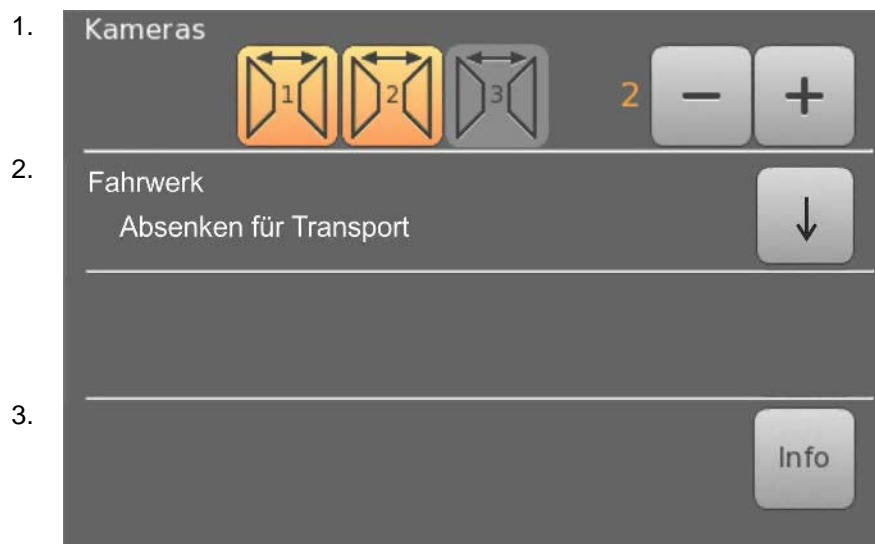 1.
Kameras
1 2 3 2 − +
2.
Fahrwerk
Absenken für Transport
3.
Info